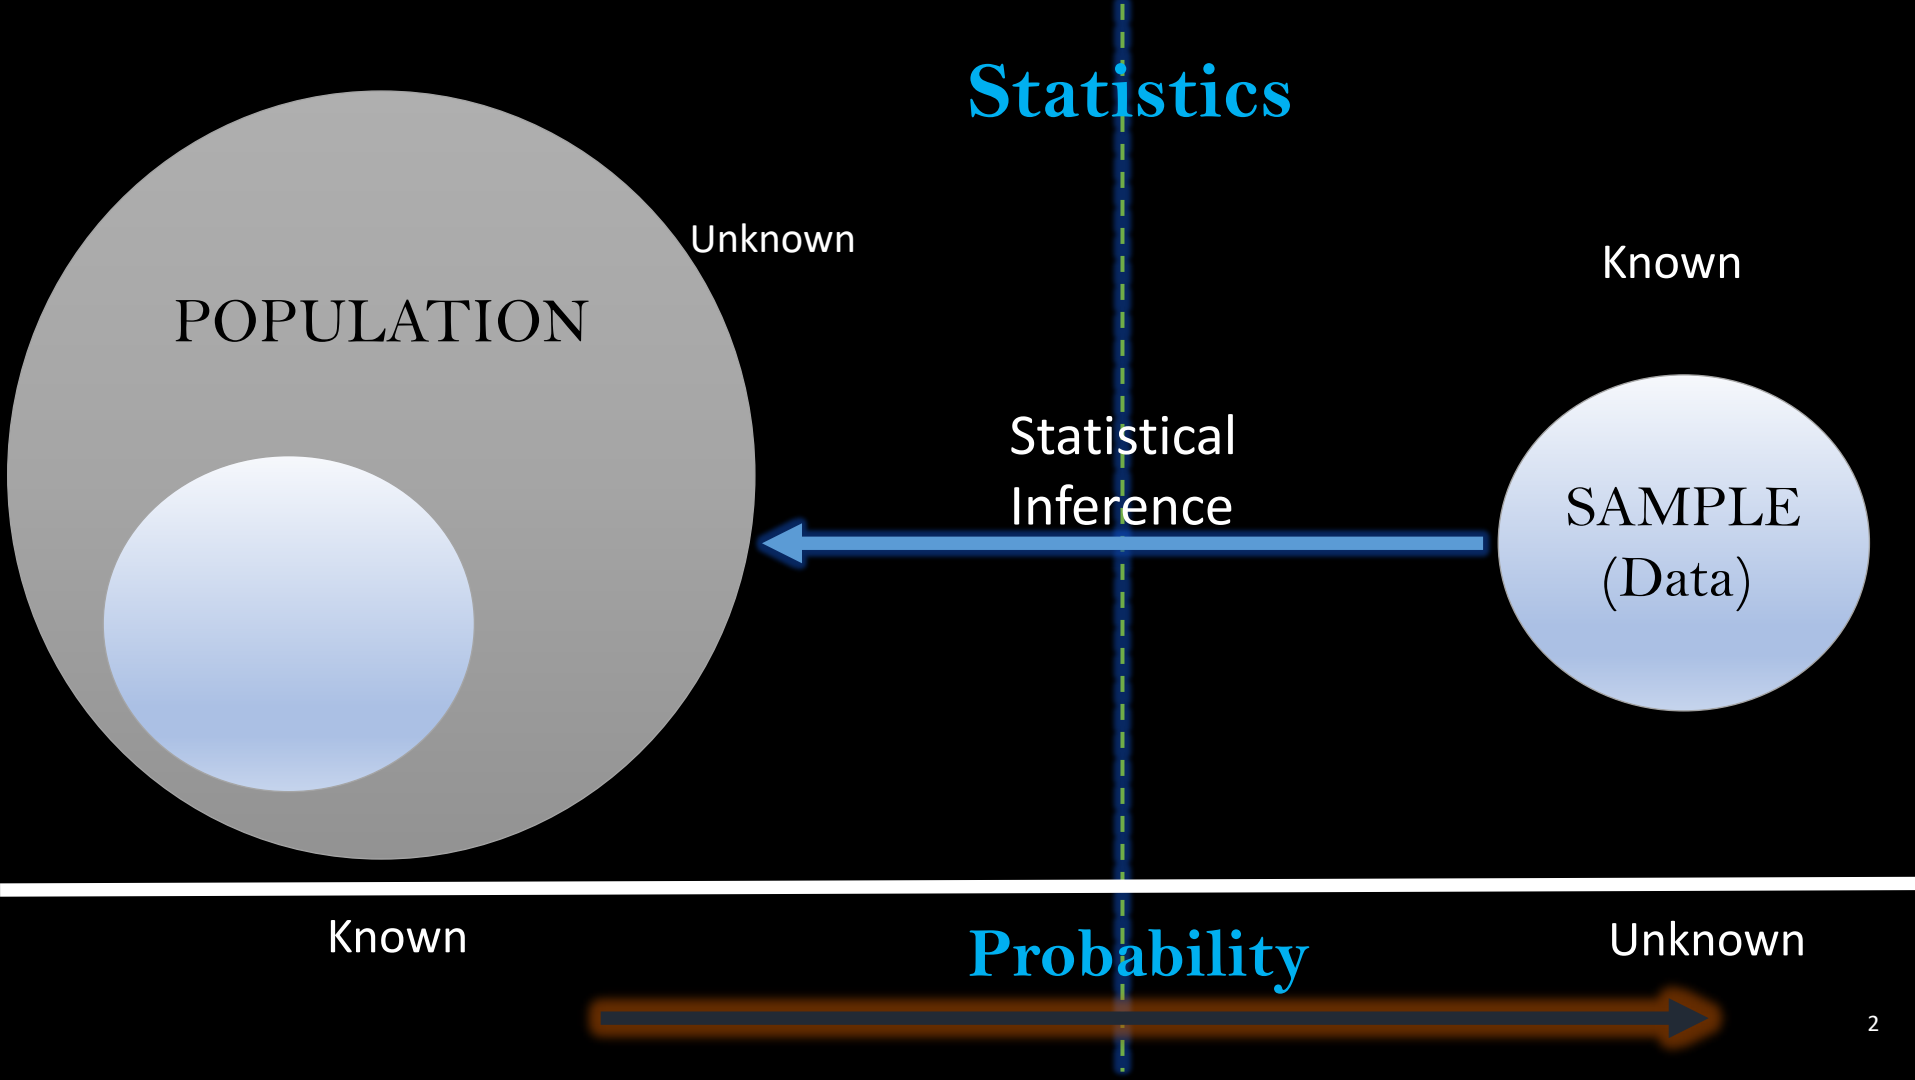 Statistics
Unknown
Known
POPULATION
Statistical
Inference
SAMPLE
(Data)
Known
Probability
Unknown
2